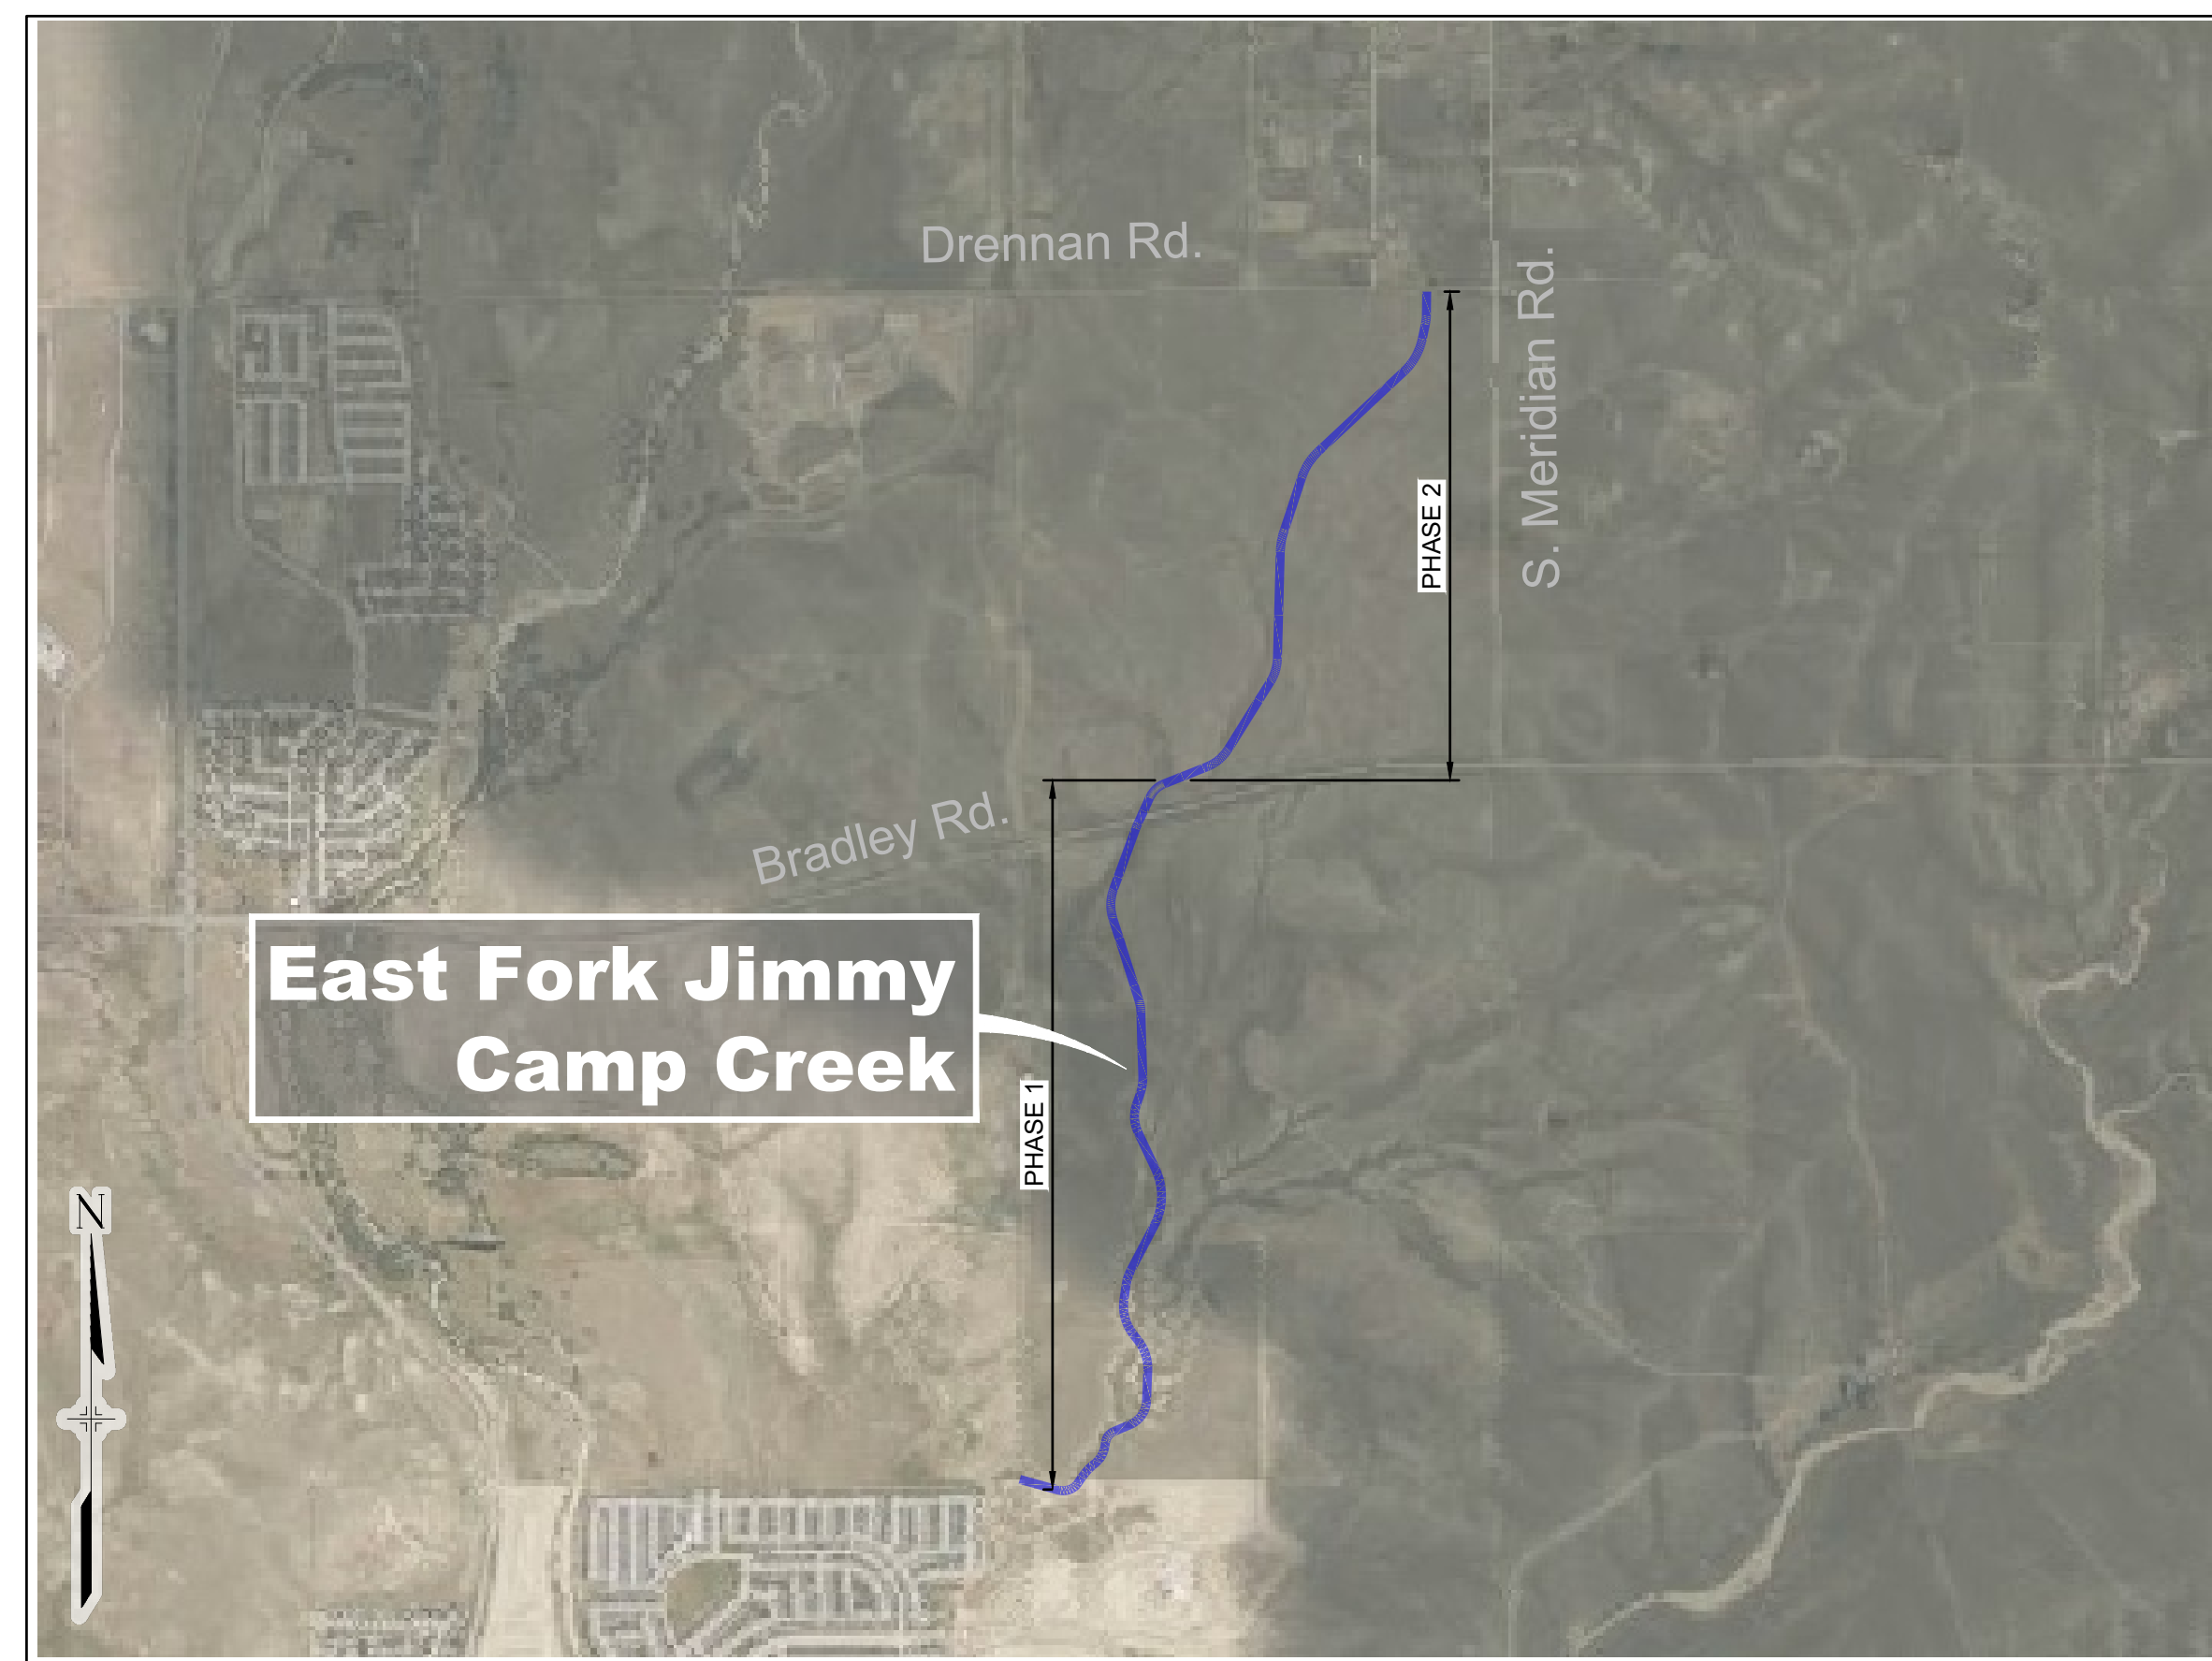 Drennan Rd.
S. Meridian Rd.
PHASE 2
Bradley Rd.
East Fork Jimmy
Camp Creek
PHASE 1
N